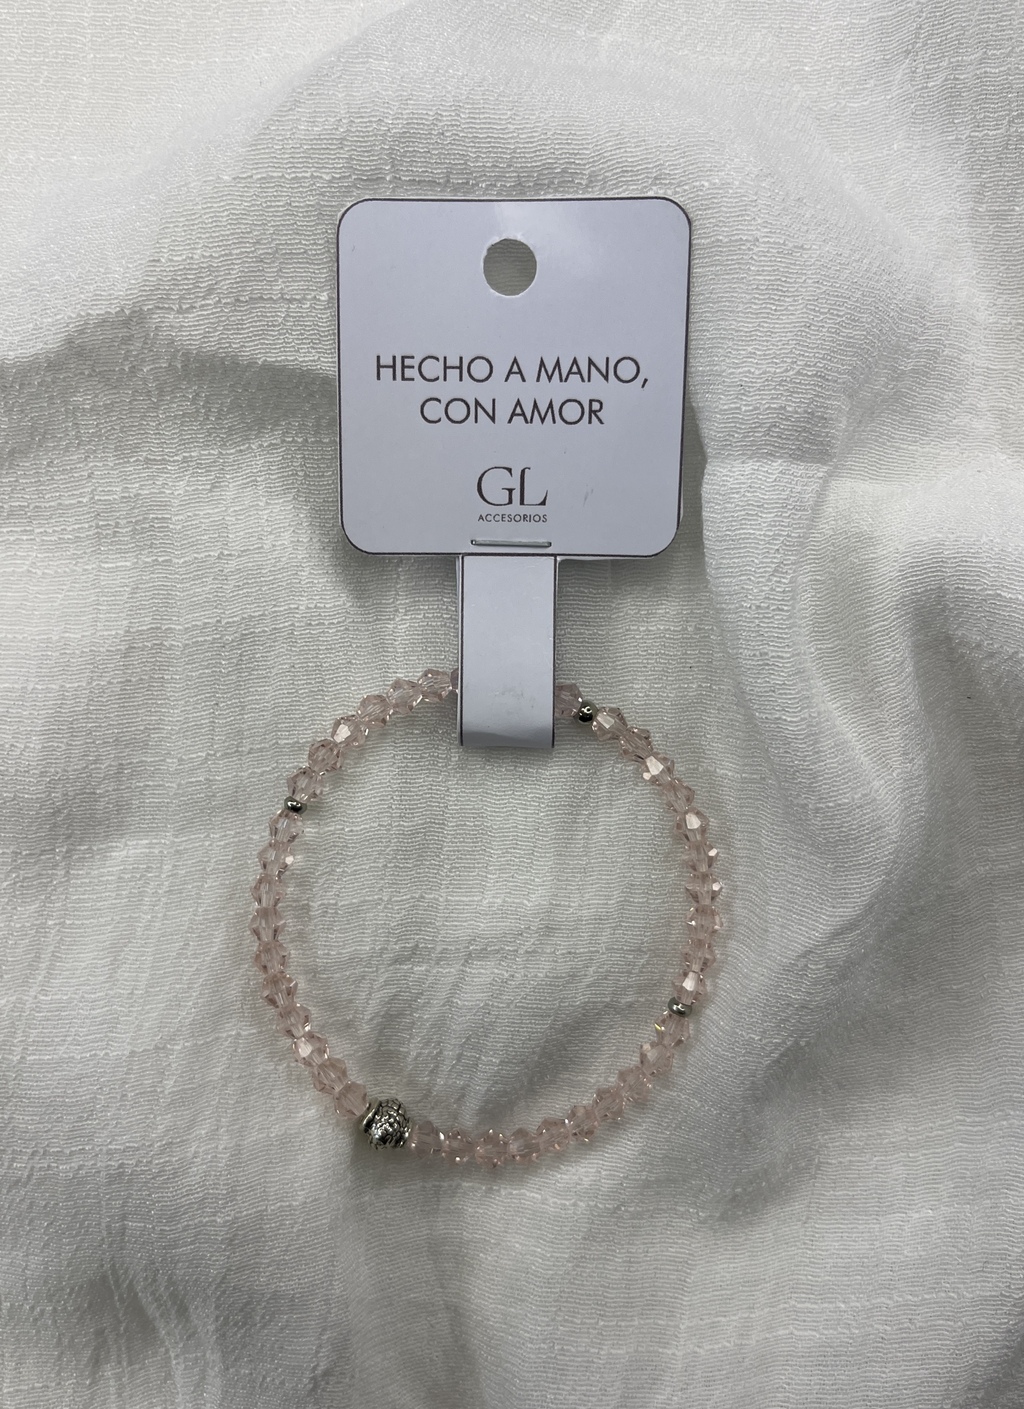 HECHO A MANO,
CON AMOR
GL
ACCESORIOS